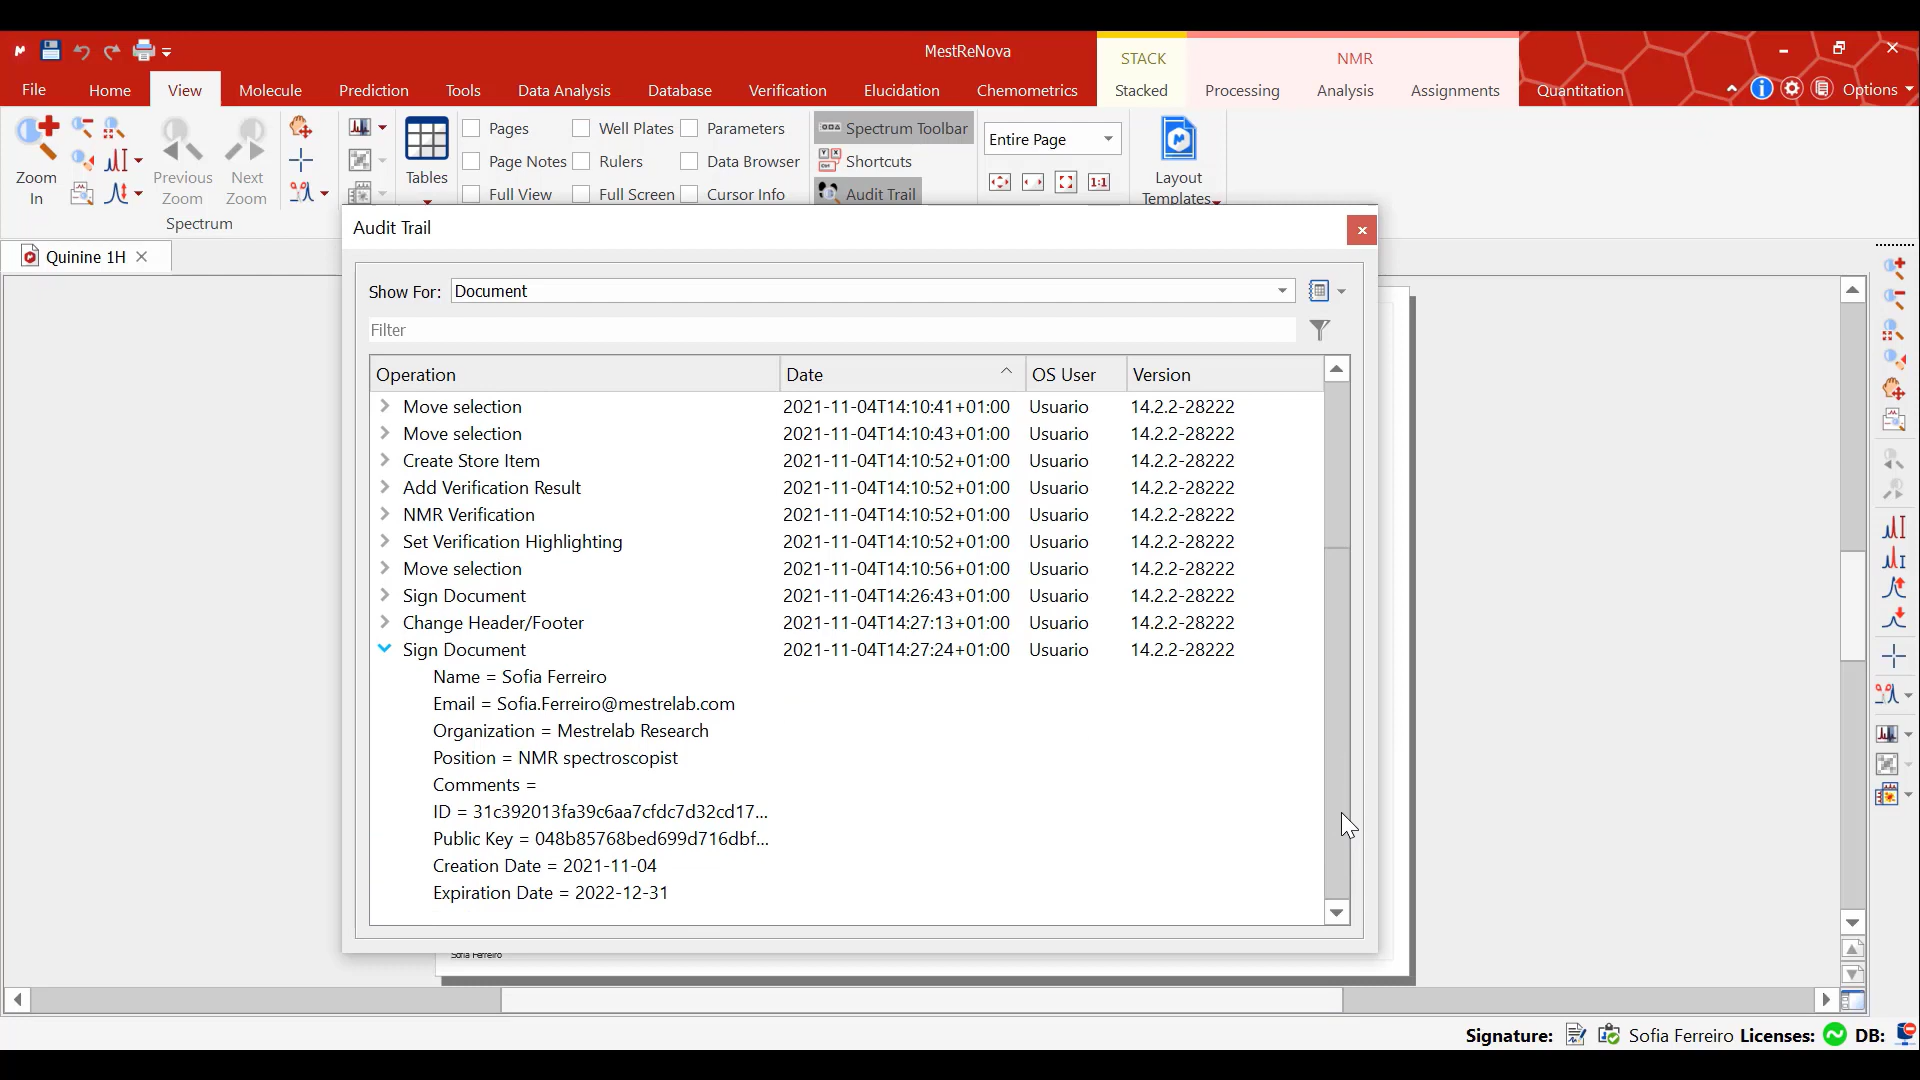 MestReNova
STACK
NMR
File
Home
View
Molecule
Prediction
Tools
Data Analysis
Database
Verification
Elucidation
Chemometrics
Stacked
Processing
Analysis
Assignments
Quantitation
Options
Zoom In
Previous Zoom
Next Zoom
Spectrum
Tables
Pages
Well Plates
Parameters
Page Notes
Rulers
Data Browser
Full View
Full Screen
Cursor Info
Spectrum Toolbar
Shortcuts
Audit Trail
Entire Page
1:1
Layout Templates
Quinine 1H
Audit Trail
Show For: Document
Filter
Operation Date OS User Version
Move selection 2021-11-04T14:10:41+01:00 Usuario 14.2.2-28222
Move selection 2021-11-04T14:10:43+01:00 Usuario 14.2.2-28222
Create Store Item 2021-11-04T14:10:52+01:00 Usuario 14.2.2-28222
Add Verification Result 2021-11-04T14:10:52+01:00 Usuario 14.2.2-28222
NMR Verification 2021-11-04T14:10:52+01:00 Usuario 14.2.2-28222
Set Verification Highlighting 2021-11-04T14:10:52+01:00 Usuario 14.2.2-28222
Move selection 2021-11-04T14:10:56+01:00 Usuario 14.2.2-28222
Sign Document 2021-11-04T14:26:43+01:00 Usuario 14.2.2-28222
Change Header/Footer 2021-11-04T14:27:13+01:00 Usuario 14.2.2-28222
Sign Document 2021-11-04T14:27:24+01:00 Usuario 14.2.2-28222
Name = Sofia Ferreiro
Email = Sofia.Ferreiro@mestrelab.com
Organization = Mestrelab Research
Position = NMR spectroscopist
Comments =
ID = 31c392013fa39c6aa7cfdc7d32cd17...
Public Key = 048b85768bed699d716dbf...
Creation Date = 2021-11-04
Expiration Date = 2022-12-31
Sofia Ferreiro
Signature: Sofia Ferreiro Licenses: DB: